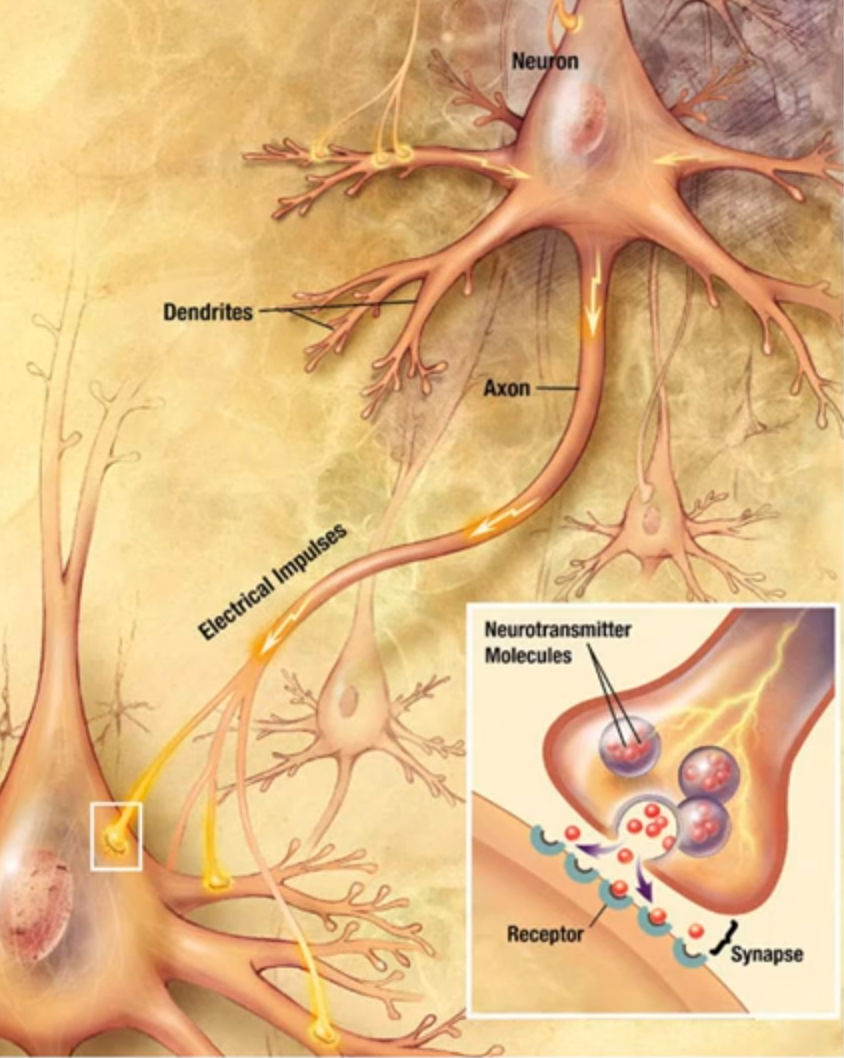 Neuron
Dendrites
Axon
Electrical Impulses
Neurotransmitter
Molecules
Receptor
Synapse